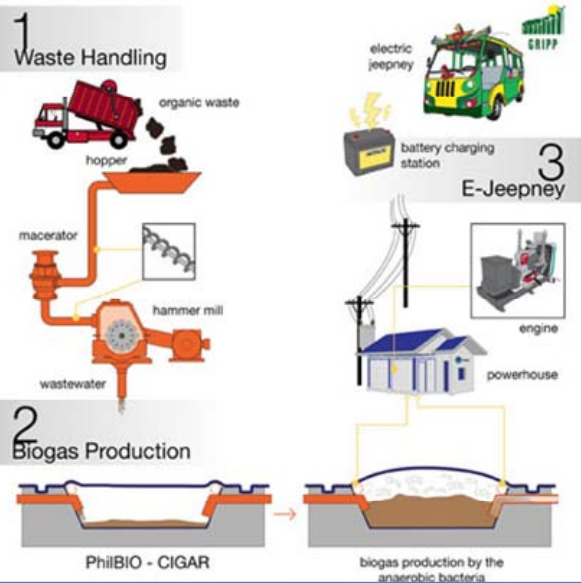 1
Waste Handling
organic waste
hopper
macerator
hammer mill
wastewater
2
Biogas Production
PhilBIO - CIGAR
biogas production by the
anaerobic bacteria
electric
jeepney
GRIPP
battery charging
station
3
E-Jeepney
engine
powerhouse